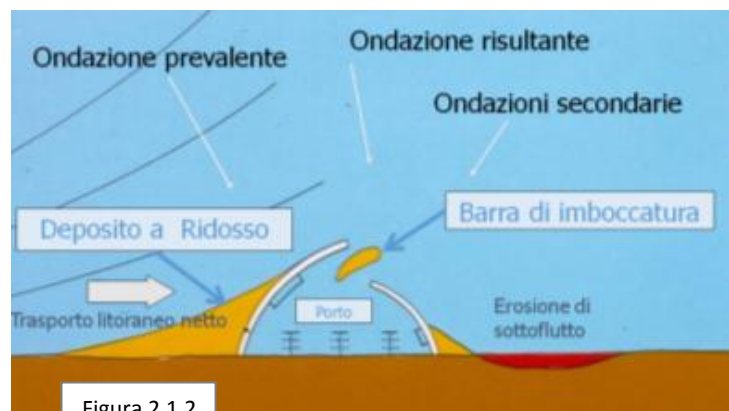 Ondazione prevalente
Ondazione risultante
Ondazioni secondarie
Deposito a Ridosso
Barra di imboccatura
Trasporto litoraneo netto
Porto
Erosione di
sottoflutto
Figura 2.1.2